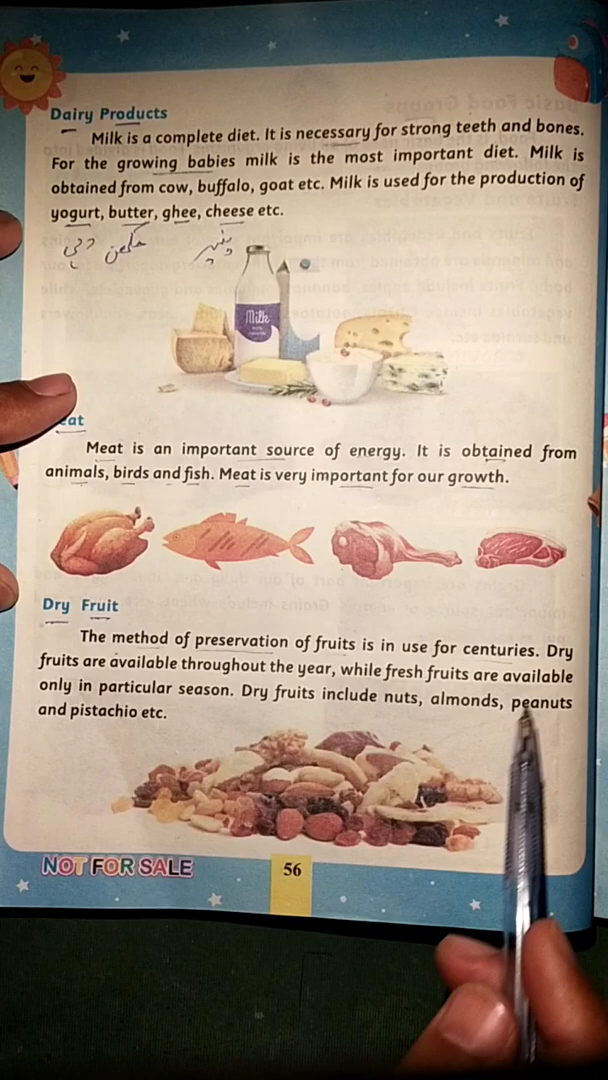 Dairy Products
Milk is a complete diet. It is necessary for strong teeth and bones.
For the growing babies milk is the most important diet. Milk is
obtained from cow, buffalo, goat etc. Milk is used for the production of
yogurt, butter, ghee, cheese etc.
دہی مکھن پنیر
Milk
eat
Meat is an important source of energy. It is obtained from
animals, birds and fish. Meat is very important for our growth.
Dry Fruit
The method of preservation of fruits is in use for centuries. Dry
fruits are available throughout the year, while fresh fruits are available
only in particular season. Dry fruits include nuts, almonds, peanuts
and pistachio etc.
NOT FOR SALE
56